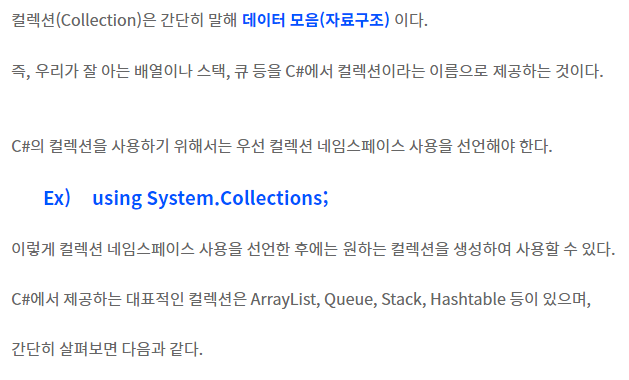 컬렉션(Collection)은 간단히 말해 데이터 모음(자료구조) 이다.
즉, 우리가 잘 아는 배열이나 스택, 큐 등을 C#에서 컬렉션이라는 이름으로 제공하는 것이다.
C#의 컬렉션을 사용하기 위해서는 우선 컬렉션 네임스페이스 사용을 선언해야 한다.
Ex) using System.Collections;
이렇게 컬렉션 네임스페이스 사용을 선언한 후에는 원하는 컬렉션을 생성하여 사용할 수 있다.
C#에서 제공하는 대표적인 컬렉션은 ArrayList, Queue, Stack, Hashtable 등이 있으며,
간단히 살펴보면 다음과 같다.